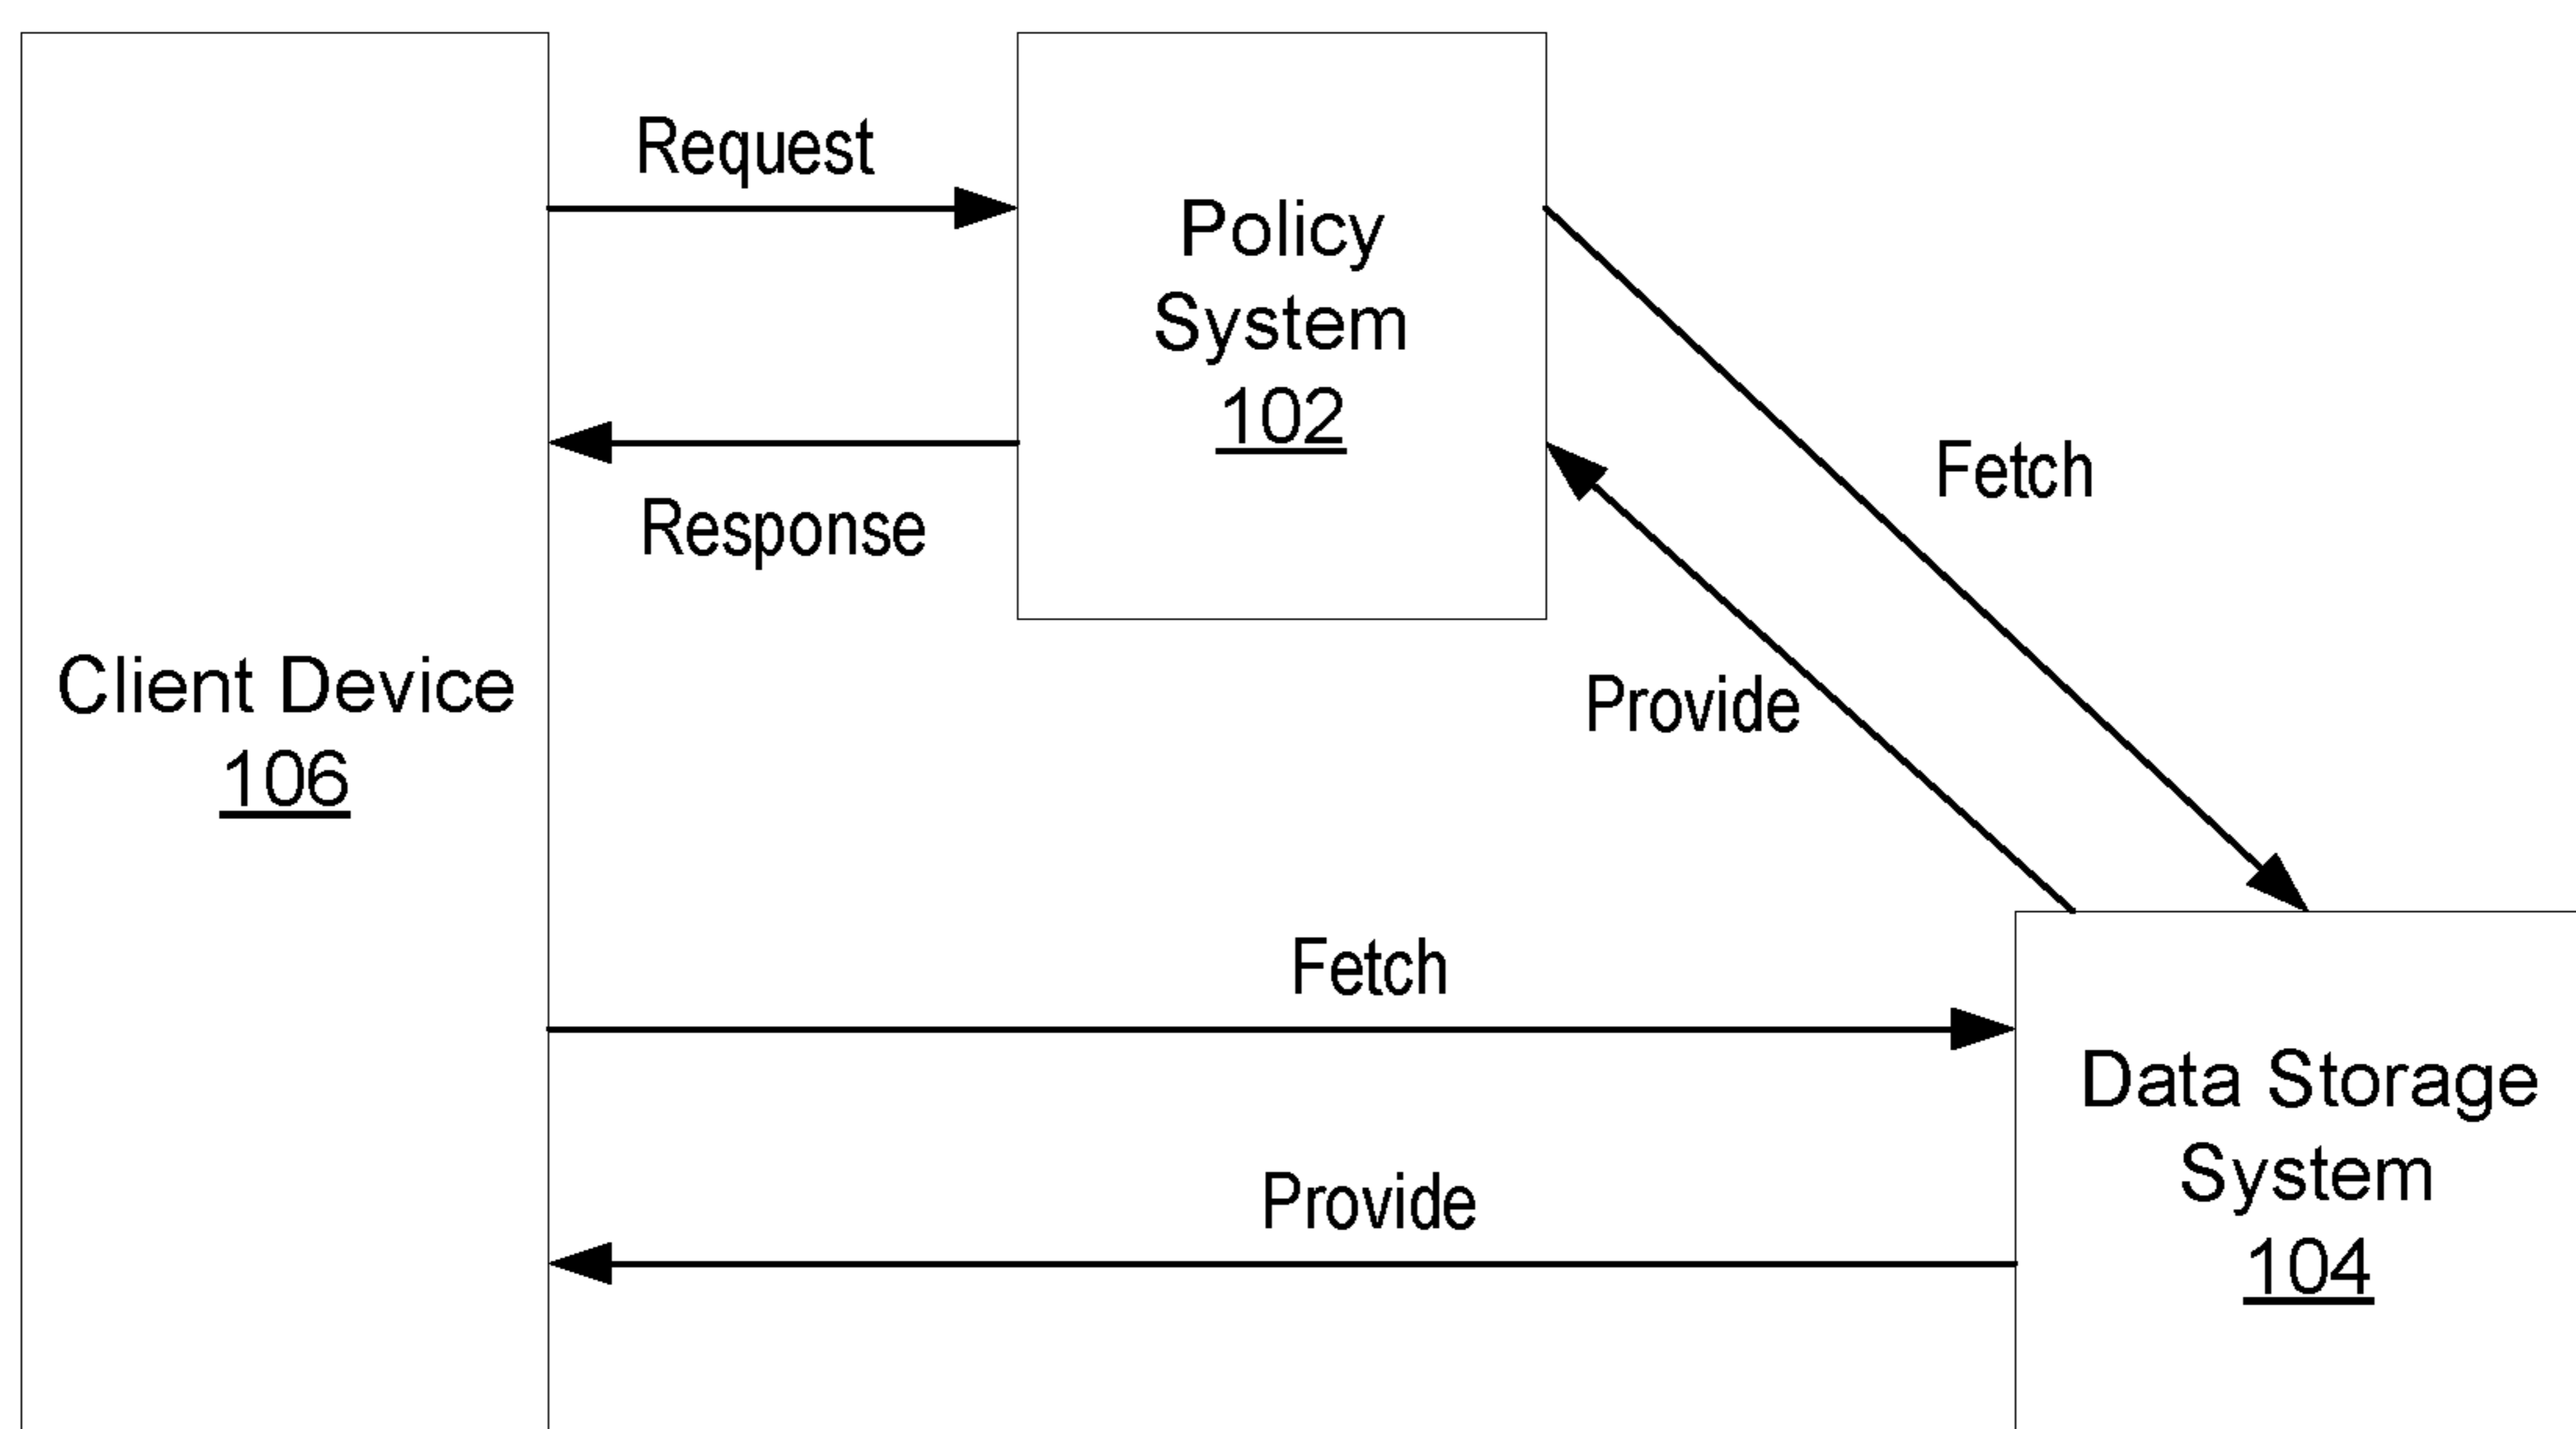 Request
Policy
System
102
Response
Fetch
Provide
Client Device
106
Fetch
Provide
Data Storage
System
104